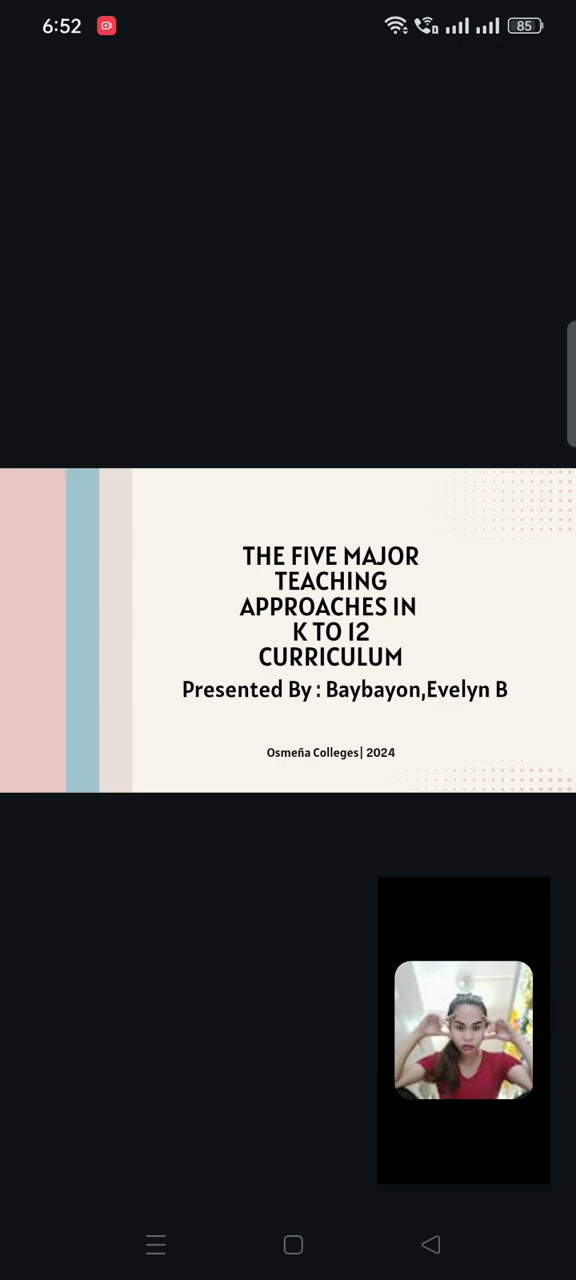 6:52
85
THE FIVE MAJOR
TEACHING
APPROACHES IN
K TO 12
CURRICULUM
Presented By : Baybayon,Evelyn B
Osmeña Colleges| 2024